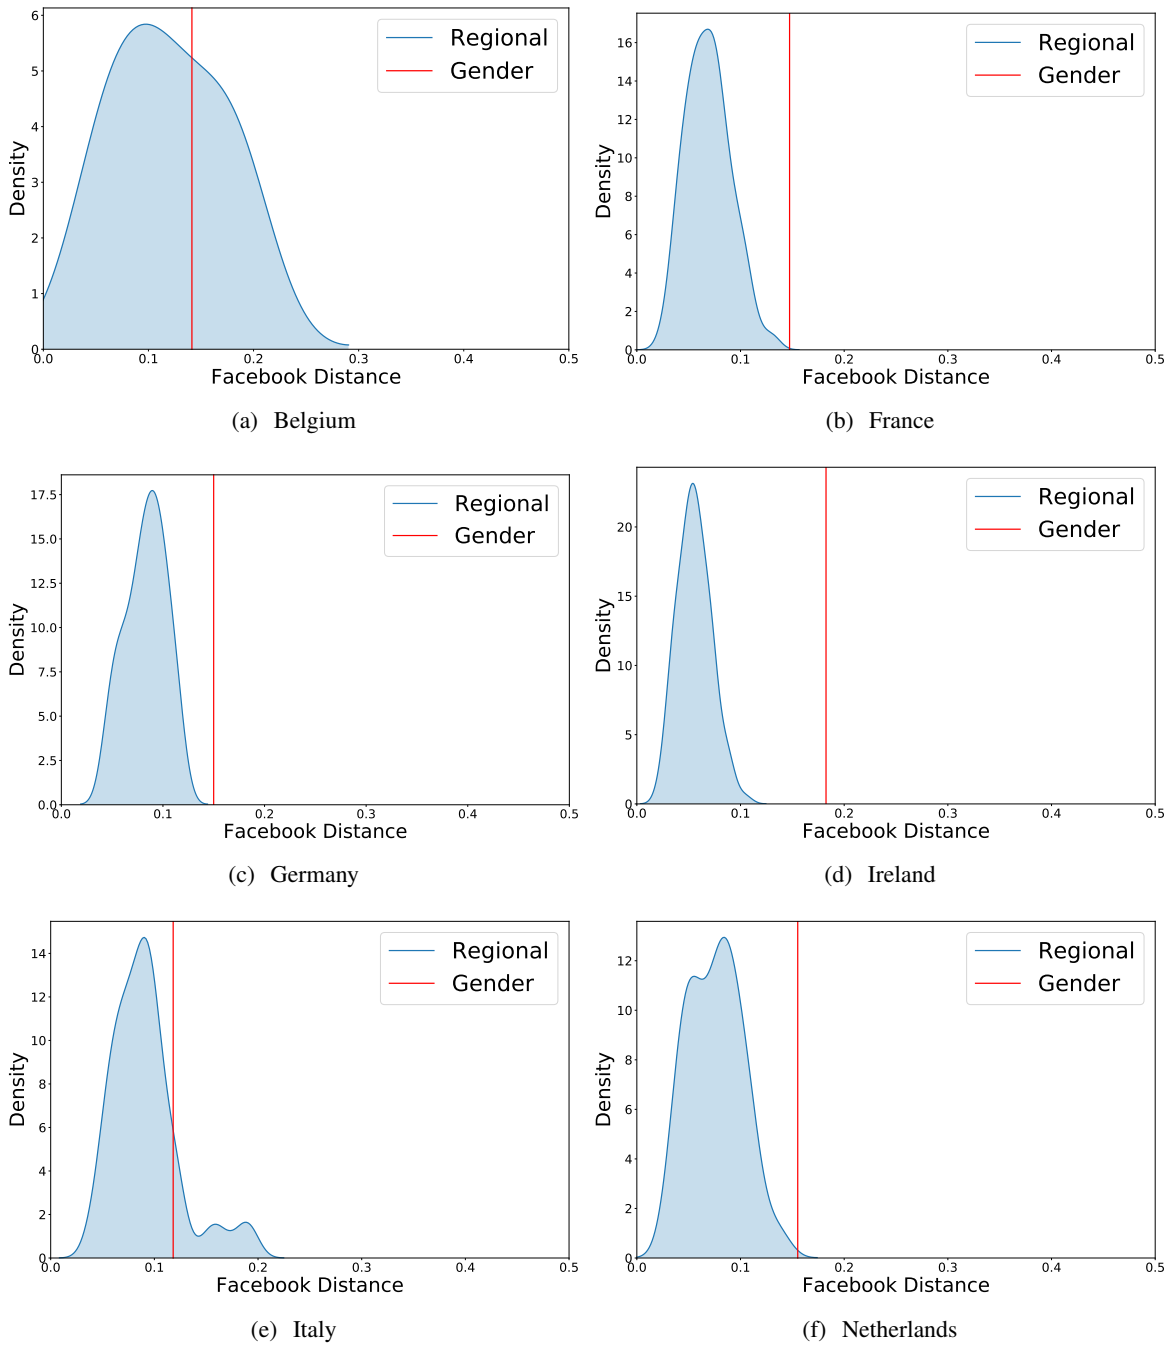 6
5
4
3
2
1
0
Density
Regional
Gender
0.0 0.1 0.2 0.3 0.4 0.5
Facebook Distance
(a) Belgium
16
14
12
10
8
6
4
2
0
Density
Regional
Gender
0.0 0.1 0.2 0.3 0.4 0.5
Facebook Distance
(b) France
17.5
15.0
12.5
10.0
7.5
5.0
2.5
0.0
Density
Regional
Gender
0.0 0.1 0.2 0.3 0.4 0.5
Facebook Distance
(c) Germany
20
15
10
5
0
Density
Regional
Gender
0.0 0.1 0.2 0.3 0.4 0.5
Facebook Distance
(d) Ireland
14
12
10
8
6
4
2
0
Density
Regional
Gender
0.0 0.1 0.2 0.3 0.4 0.5
Facebook Distance
(e) Italy
12
10
8
6
4
2
0
Density
Regional
Gender
0.0 0.1 0.2 0.3 0.4 0.5
Facebook Distance
(f) Netherlands